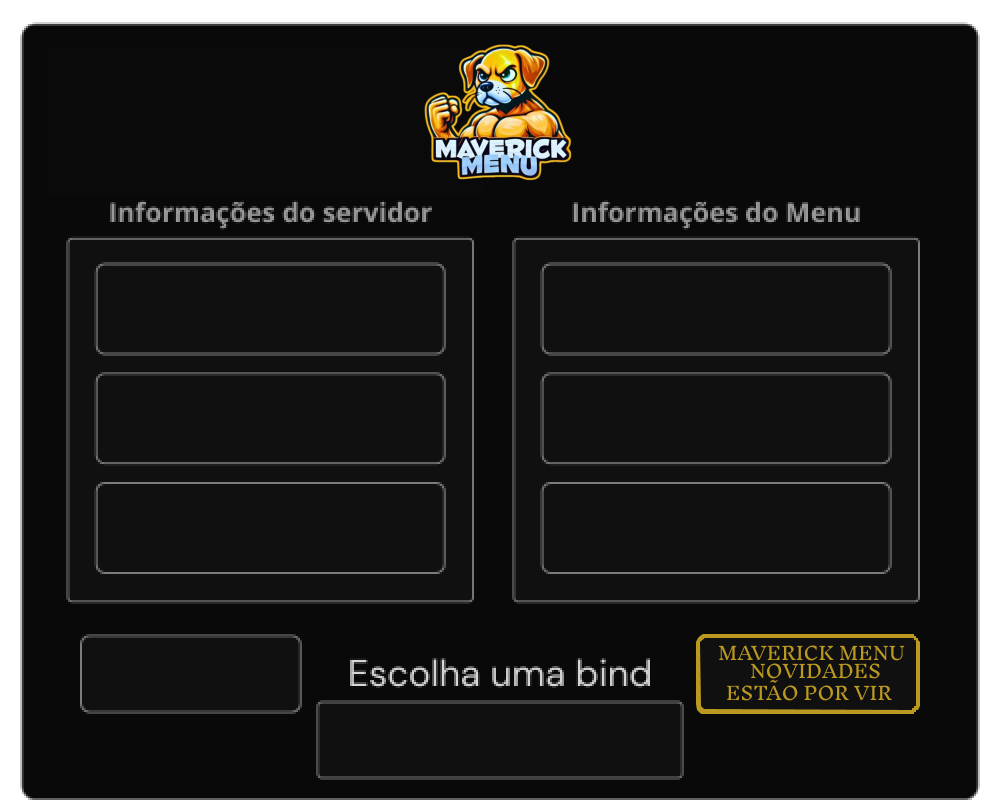 MAVERICK
MENU
Informações do servidor
Informações do Menu
Escolha uma bind
MAVERICK MENU
NOVIDADES
ESTÃO POR VIR